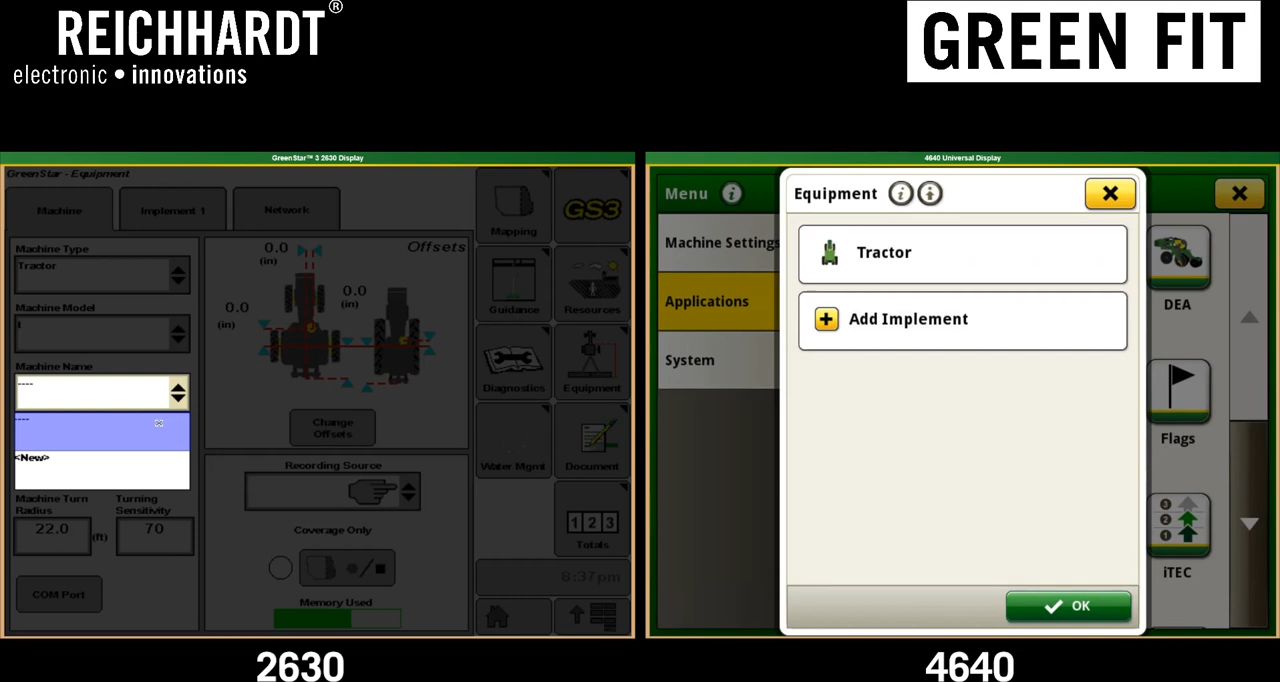 REICHHARDT®
electronic • innovations
GREEN FIT
GreenStar™ 3 2630 Display
GreenStar - Equipment
Machine
Implement 1
Network
Machine Type
Tractor
Machine Model
t
Machine Name
----
----
<New>
Machine Turn Radius
22.0
(ft)
Turning Sensitivity
70
COM Port
Offsets
0.0
(in)
0.0
(in)
0.0
(in)
Change
Offsets
Recording Source
Coverage Only
Memory Used
Mapping
GS3
Guidance
Resources
Diagnostics
Equipment
Water Mgmt
Document
1 2 3
Totals
8:37pm
2630
4640 Universal Display
Menu
Machine Settings
Applications
System
Equipment
Tractor
Add Implement
OK
DEA
Flags
3
2
1
iTEC
4640